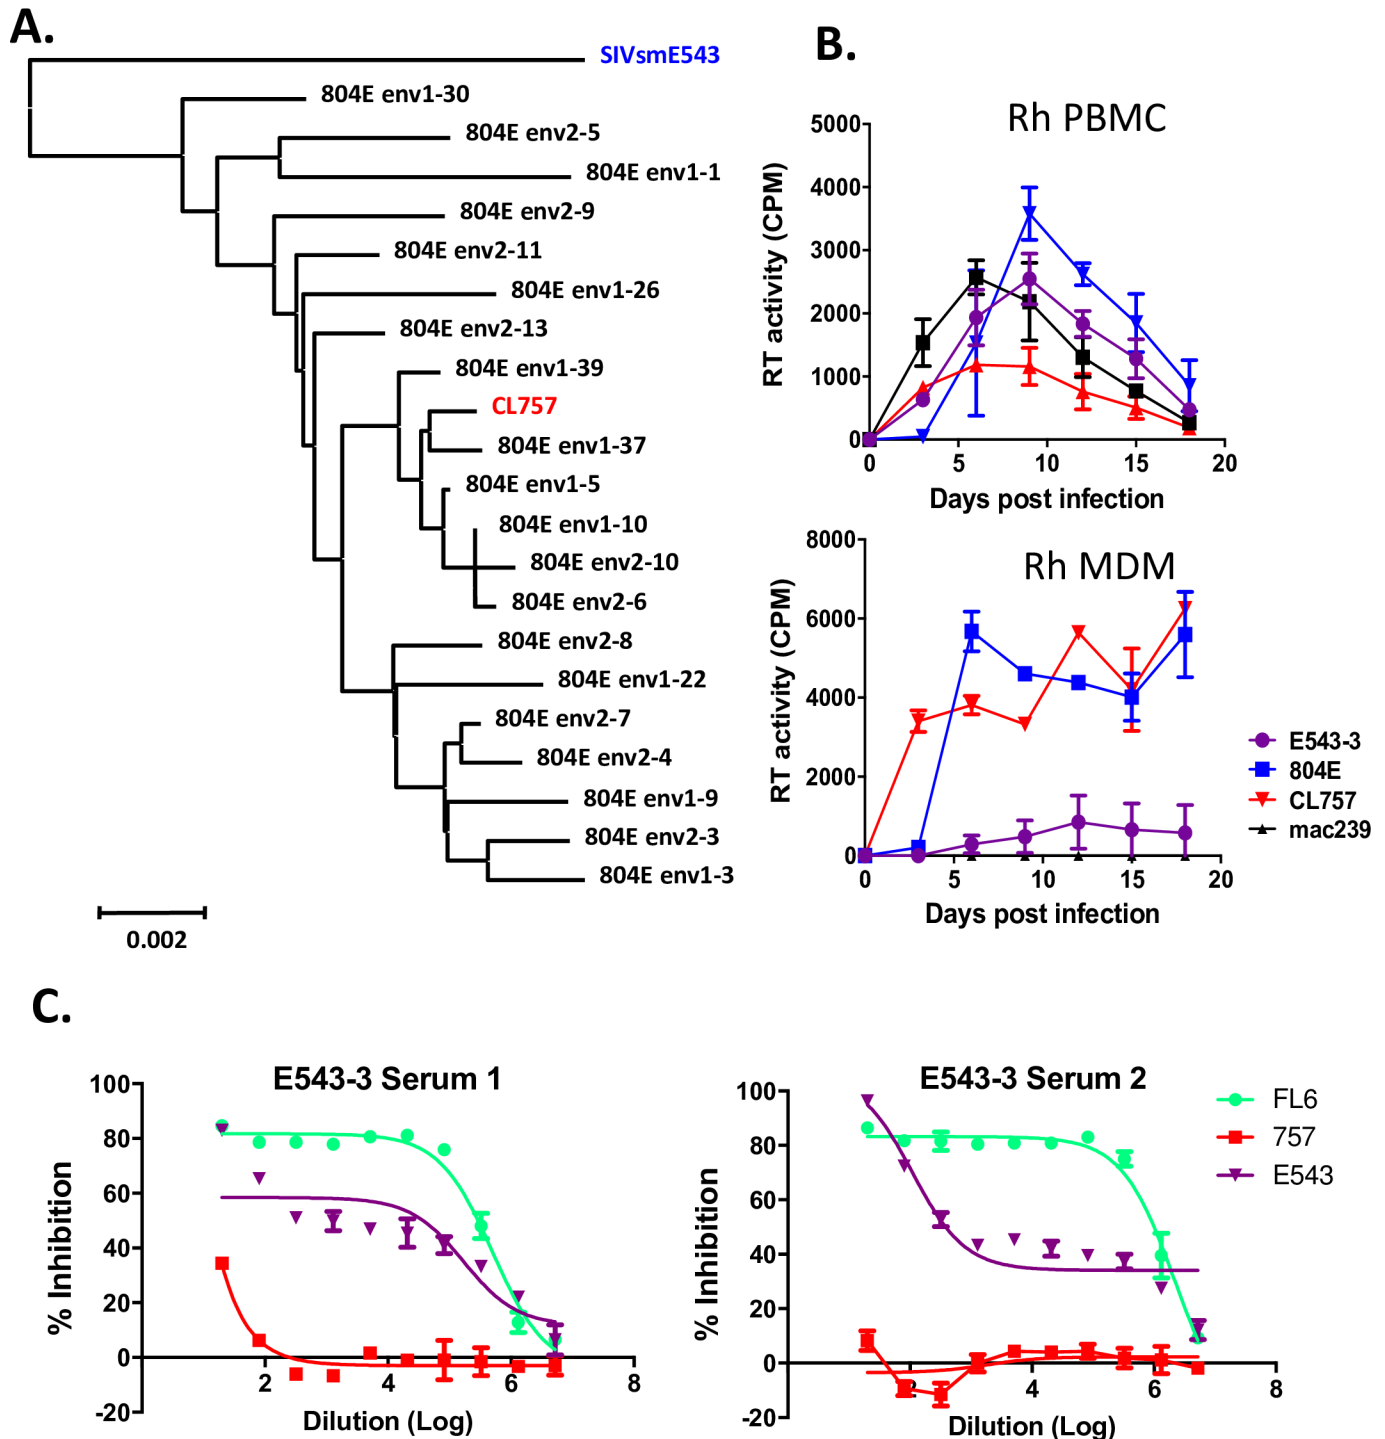 A.
SIVsmE543
804E env1-30
804E env2-5
804E env1-1
804E env2-9
804E env2-11
804E env1-26
804E env2-13
804E env1-39
CL757
804E env1-37
804E env1-5
804E env1-10
804E env2-10
804E env2-6
804E env2-8
804E env1-22
804E env2-7
804E env2-4
804E env1-9
804E env2-3
804E env1-3
0.002
B.
Rh PBMC
RT activity (CPM)
5000
4000
3000
2000
1000
0
0 5 10 15 20
Days post infection
Rh MDM
RT activity (CPM)
8000
6000
4000
2000
0
0 5 10 15 20
Days post infection
E543-3
804E
CL757
mac239
C.
E543-3 Serum 1
% Inhibition
100
80
60
40
20
0
-20
2 4 6 8
Dilution (Log)
E543-3 Serum 2
% Inhibition
100
80
60
40
20
0
-20
2 4 6 8
Dilution (Log)
FL6
757
E543